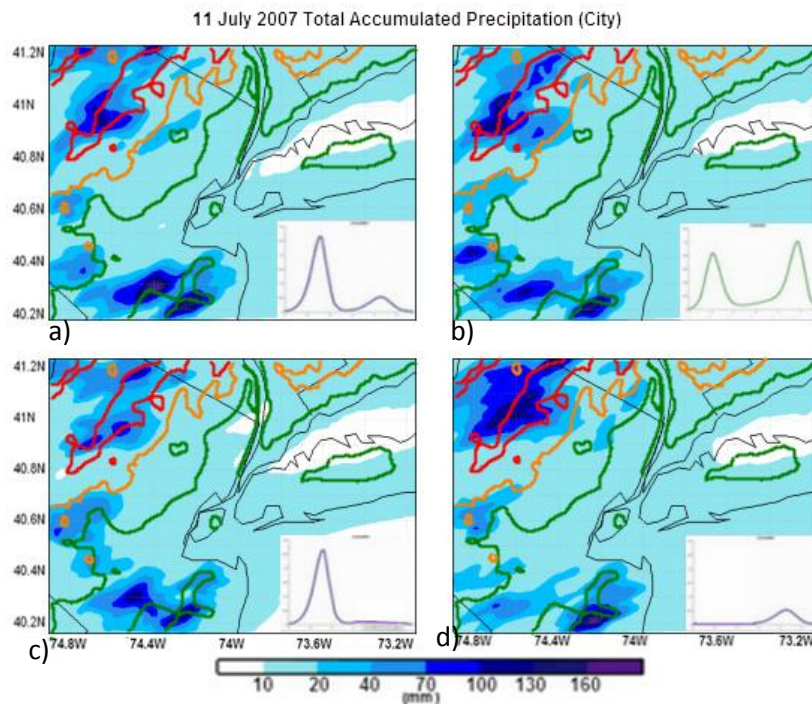 11 July 2007 Total Accumulated Precipitation (City)
41.2N
41N
40.8N
40.6N
40.4N
40.2N
a)
b)
41.2N
41N
40.8N
40.6N
40.4N
40.2N
c)
d)
74.8W 74.4W 74W 73.6W 73.2W 74.8W 74.4W 74W 73.6W 73.2W
10 20 40 70 100 130 160
(mm)